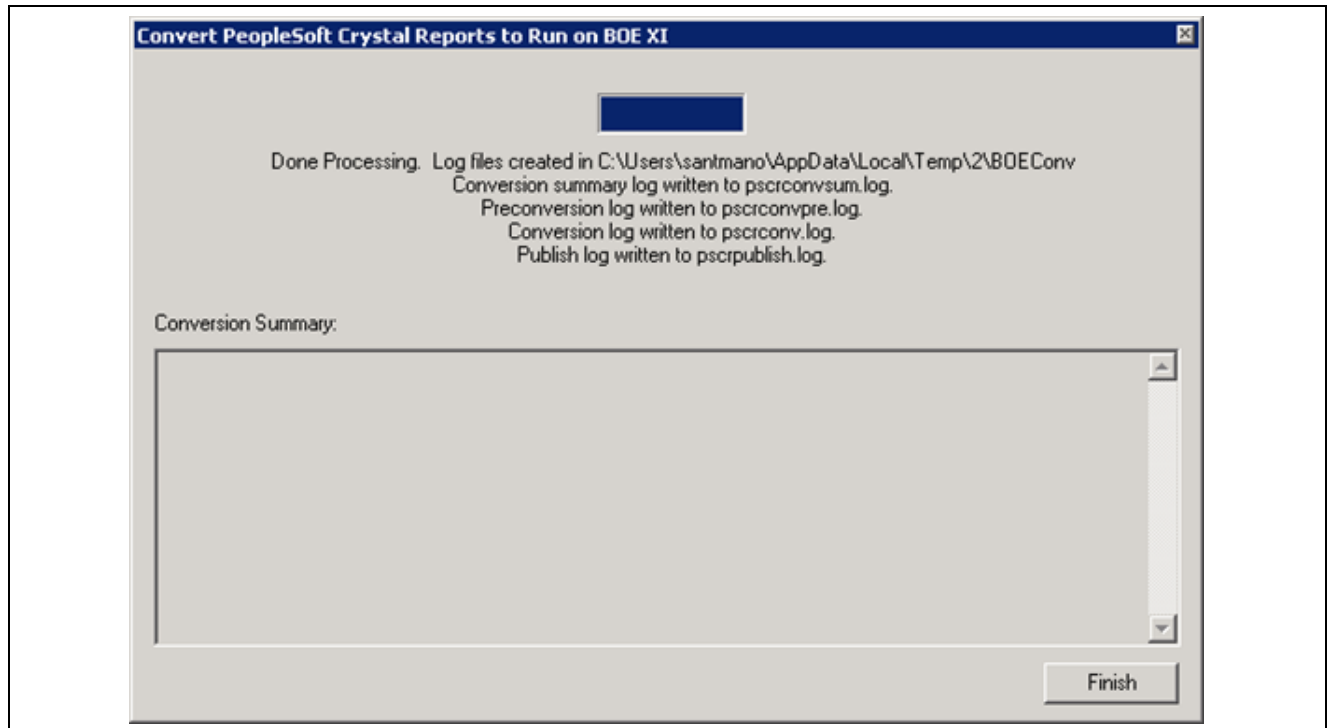 Convert PeopleSoft Crystal Reports to Run on BOE XI
Done Processing.  Log files created in C:\Users\santmano\AppData\Local\Temp\2\BOEConv
Conversion summary log written to pscrconvsum.log.
Preconversion log written to pscrconvpre.log.
Conversion log written to pscrconv.log.
Publish log written to pscrpublish.log.
Conversion Summary:
Finish